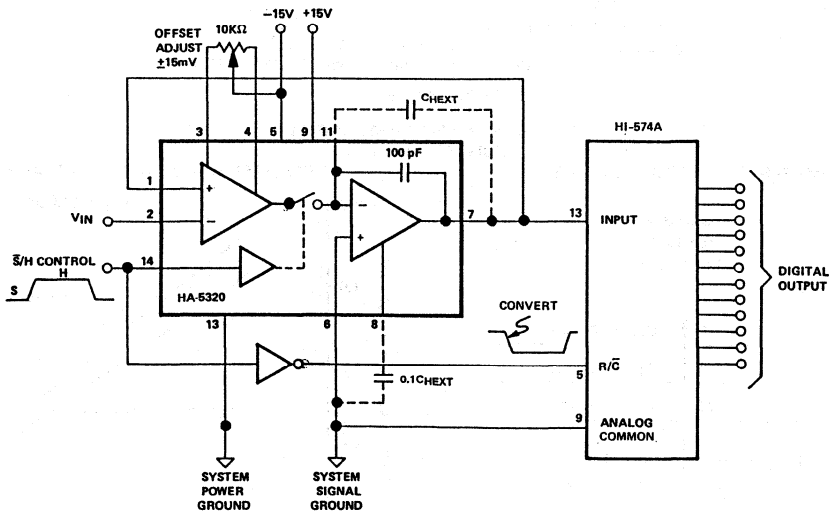 −15V
+15V
OFFSET
ADJUST
±15mV
10KΩ
CHEXT
HI-574A
3
4
5
9
11
100 pF
1
+
−
2
VIN
−
+
7
13
INPUT
S̅/H CONTROL
H
S
14
HA-5320
DIGITAL
OUTPUT
CONVERT
13
6
8
0.1CHEXT
R/C̅
5
9
ANALOG
COMMON
SYSTEM
POWER
GROUND
SYSTEM
SIGNAL
GROUND